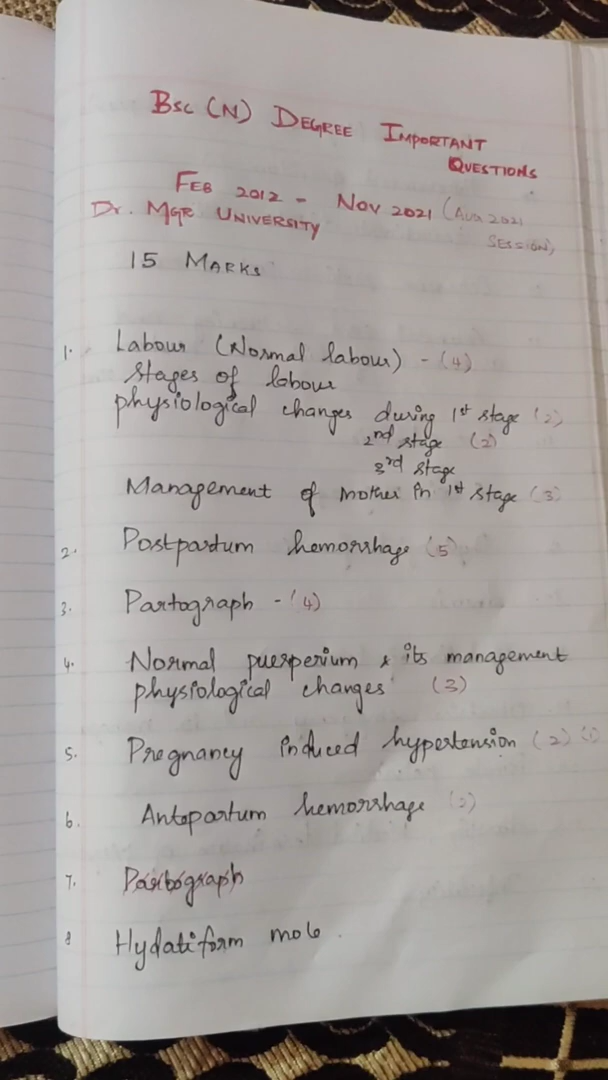 BSC (N) DEGREE IMPORTANT
QUESTIONS
FEB 2012 - NOV 2021 (AUG 2021
SESSION)
Dr. MGR UNIVERSITY
15 MARKS
1. Labour (Normal labour) - (4)
Stages of labour
physiological changes during 1st stage (2)
2nd stage (2)
3rd stage
Management of mother in 1st stage (3)
2. Postpartum hemorrhage (5)
3. Partograph - (4)
4. Normal puerperium & its management
physiological changes (3)
5. Pregnancy induced hypertension (2) (1)
6. Antepartum hemorrhage (2)
7. Partograph
8 Hydatiform mole.